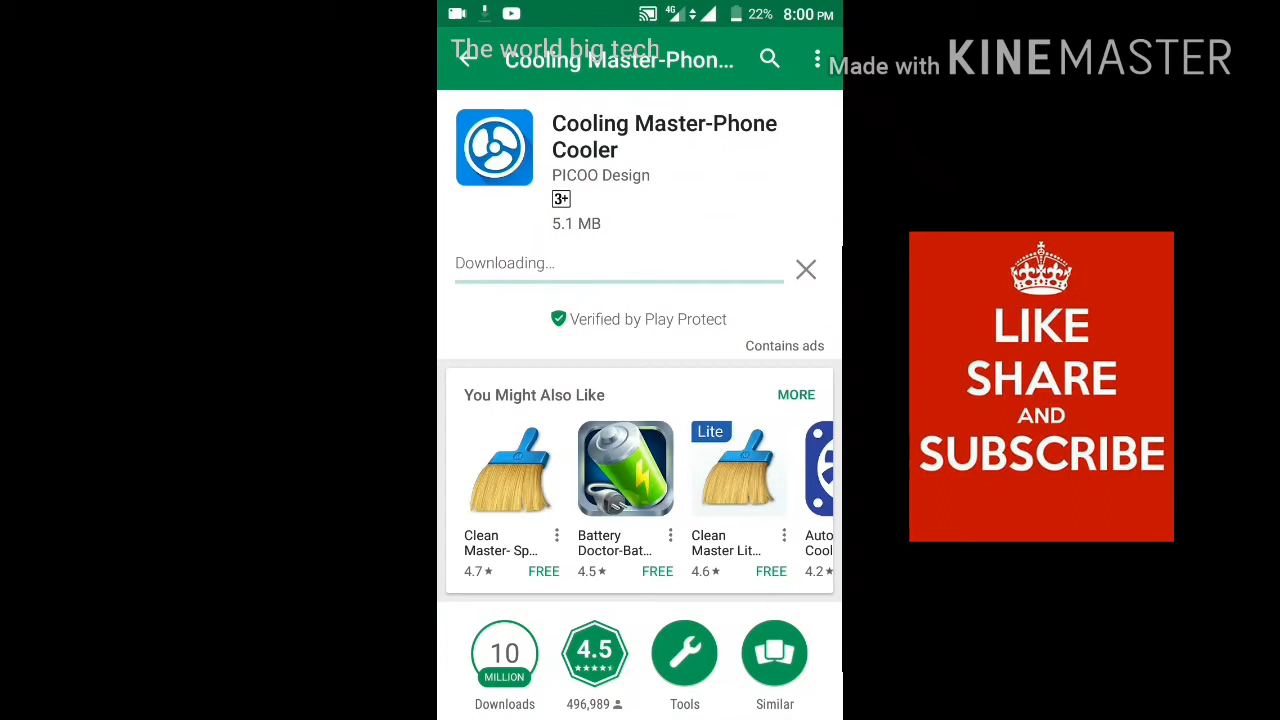 4G 22% 8:00 PM
The world big tech
Cooling Master-Phon...
Made with KINEMASTER
Cooling Master-Phone
Cooler
PICOO Design
3+
5.1 MB
Downloading...
Verified by Play Protect
Contains ads
You Might Also Like MORE
Lite
Clean
Master- Sp...
4.7★ FREE
Battery
Doctor-Bat...
4.5★ FREE
Clean
Master Lit...
4.6★ FREE
Auto
Cool
4.2★
10
MILLION
Downloads
4.5
496,989
Tools
Similar
LIKE
SHARE
AND
SUBSCRIBE